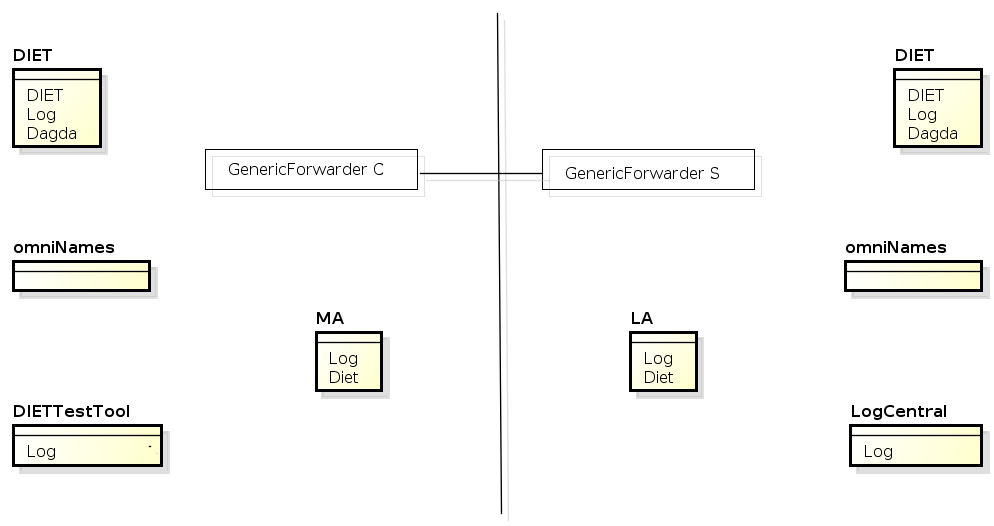 DIET
DIET
Log
Dagda
GenericForwarder C
omniNames
MA
Log
Diet
DIETTestTool
Log
DIET
DIET
Log
Dagda
GenericForwarder S
omniNames
LA
Log
Diet
LogCentral
Log